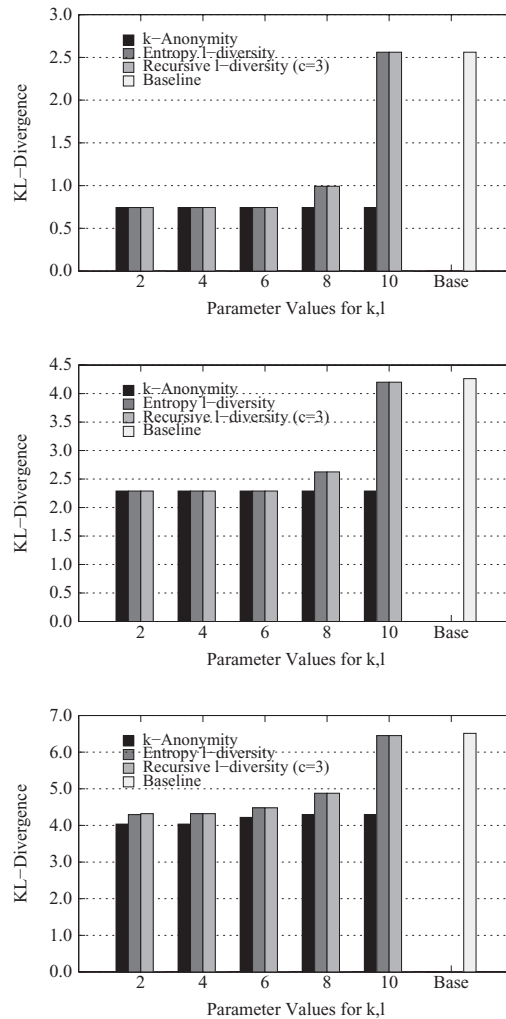 3.0
2.5
2.0
1.5
1.0
0.5
0.0
KL−Divergence
k−Anonymity
Entropy l−diversity
Recursive l−diversity (c=3)
Baseline
2 4 6 8 10 Base
Parameter Values for k,l
4.5
4.0
3.5
3.0
2.5
2.0
1.5
1.0
0.5
0.0
KL−Divergence
k−Anonymity
Entropy l−diversity
Recursive l−diversity (c=3)
Baseline
2 4 6 8 10 Base
Parameter Values for k,l
7.0
6.0
5.0
4.0
3.0
2.0
1.0
0.0
KL−Divergence
k−Anonymity
Entropy l−diversity
Recursive l−diversity (c=3)
Baseline
2 4 6 8 10 Base
Parameter Values for k,l